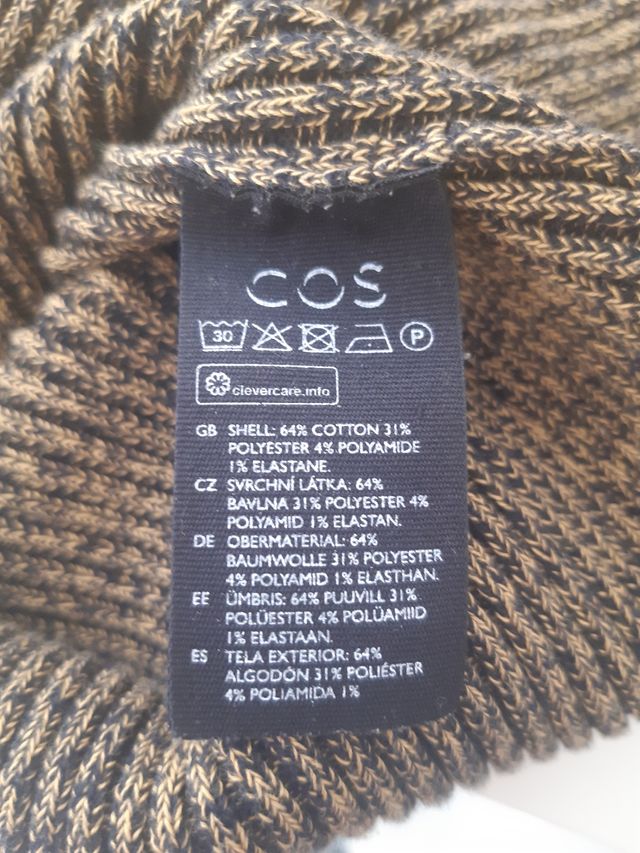 COS
30 P
clevercare.info
GB SHELL: 64% COTTON 31%
POLYESTER 4% POLYAMIDE
1% ELASTANE.
CZ SVRCHNÍ LÁTKA: 64%
BAVLNA 31% POLYESTER 4%
POLYAMID 1% ELASTAN.
DE OBERMATERIAL: 64%
BAUMWOLLE 31% POLYESTER
4% POLYAMID 1% ELASTHAN.
EE ÜMBRIS: 64% PUUVILL 31%
POLÜESTER 4% POLÜAMIID
1% ELASTAAN.
ES TELA EXTERIOR: 64%
ALGODÓN 31% POLIÉSTER
4% POLIAMIDA 1%